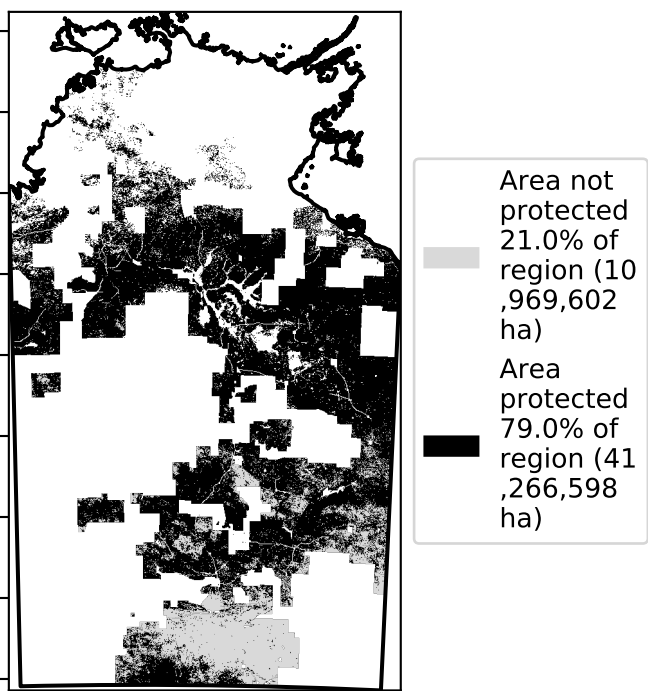 Area not
protected
21.0% of
region (10
,969,602
ha)
Area
protected
79.0% of
region (41
,266,598
ha)